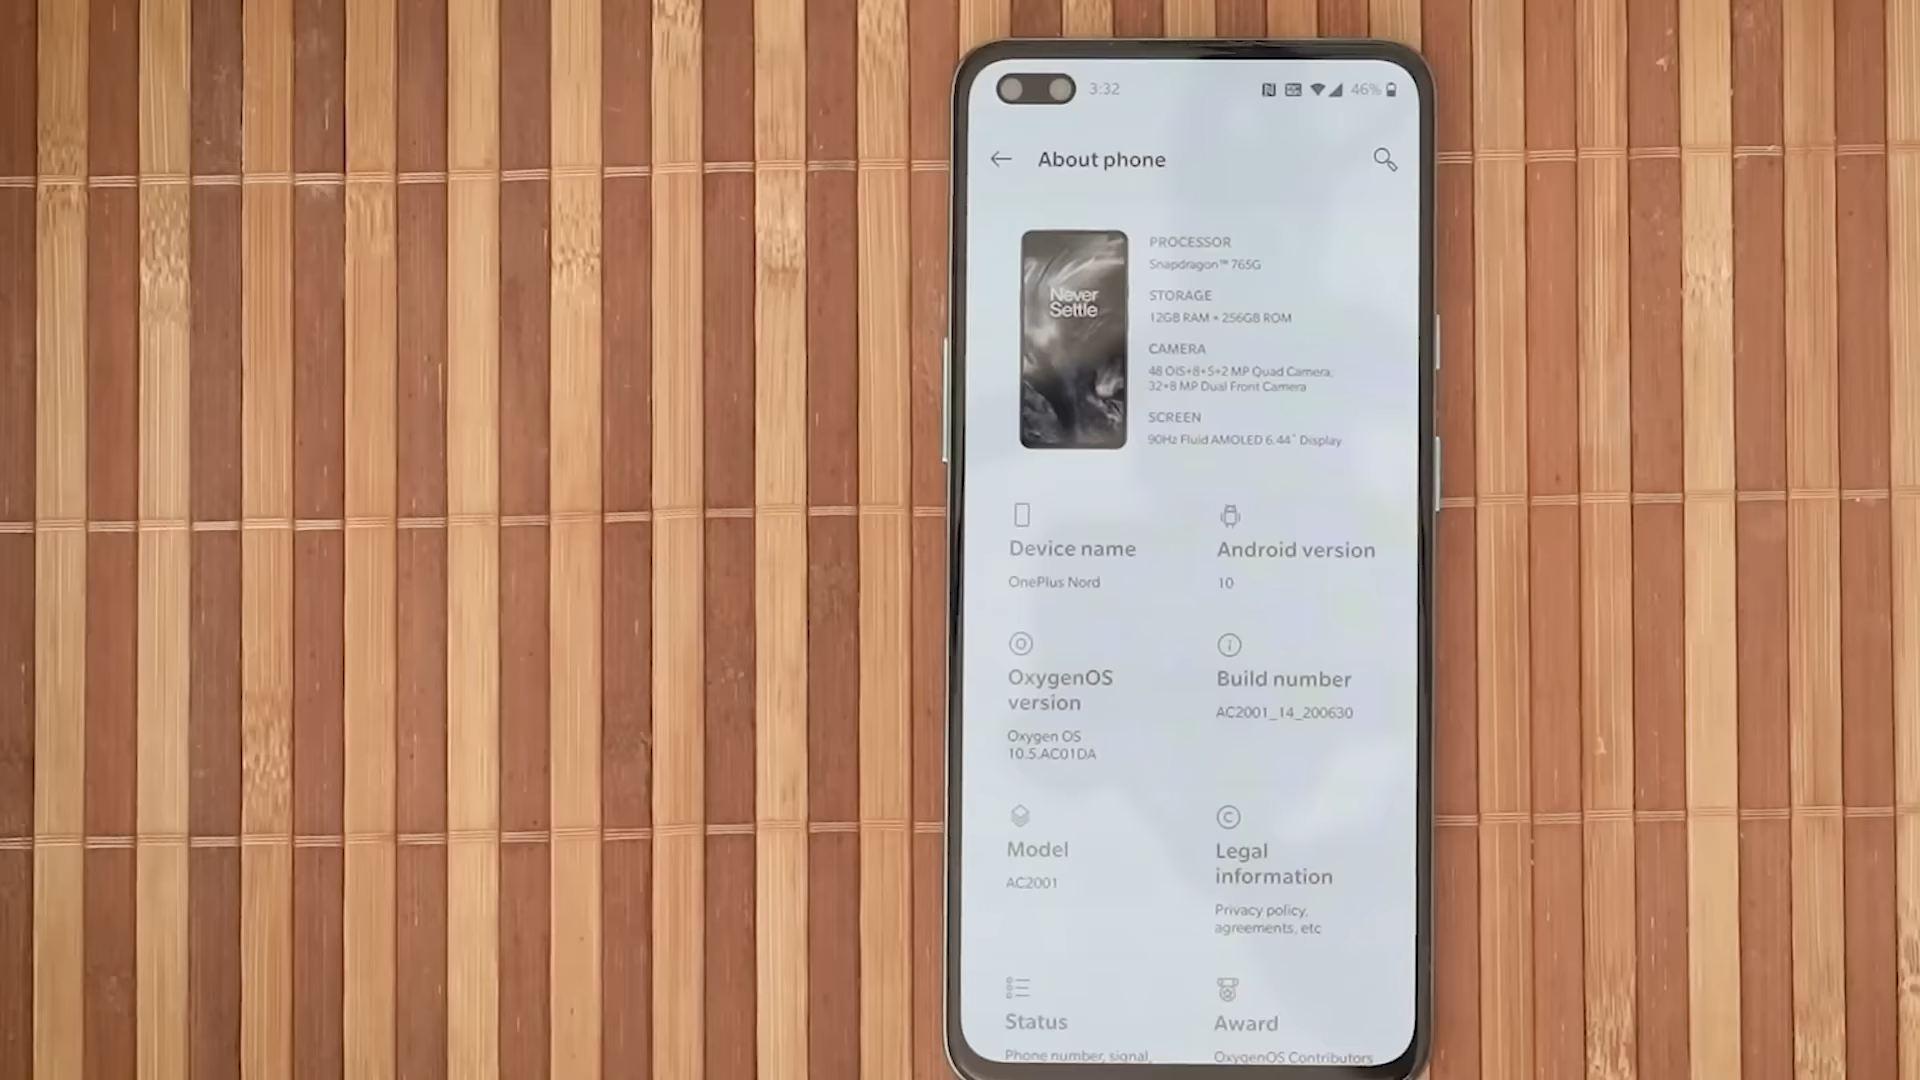 3:32
46%
About phone
Never
Settle
PROCESSOR
Snapdragon™ 765G
STORAGE
12GB RAM + 256GB ROM
CAMERA
48 OIS+8+5+2 MP Quad Camera,
32+8 MP Dual Front Camera
SCREEN
90Hz Fluid AMOLED 6.44" Display
Device name
OnePlus Nord
Android version
10
OxygenOS
version
Oxygen OS
10.5.AC01DA
Build number
AC2001_14_200630
Model
AC2001
Legal
information
Privacy policy,
agreements, etc
Status
Phone number, signal,
Award
OxygenOS Contributors